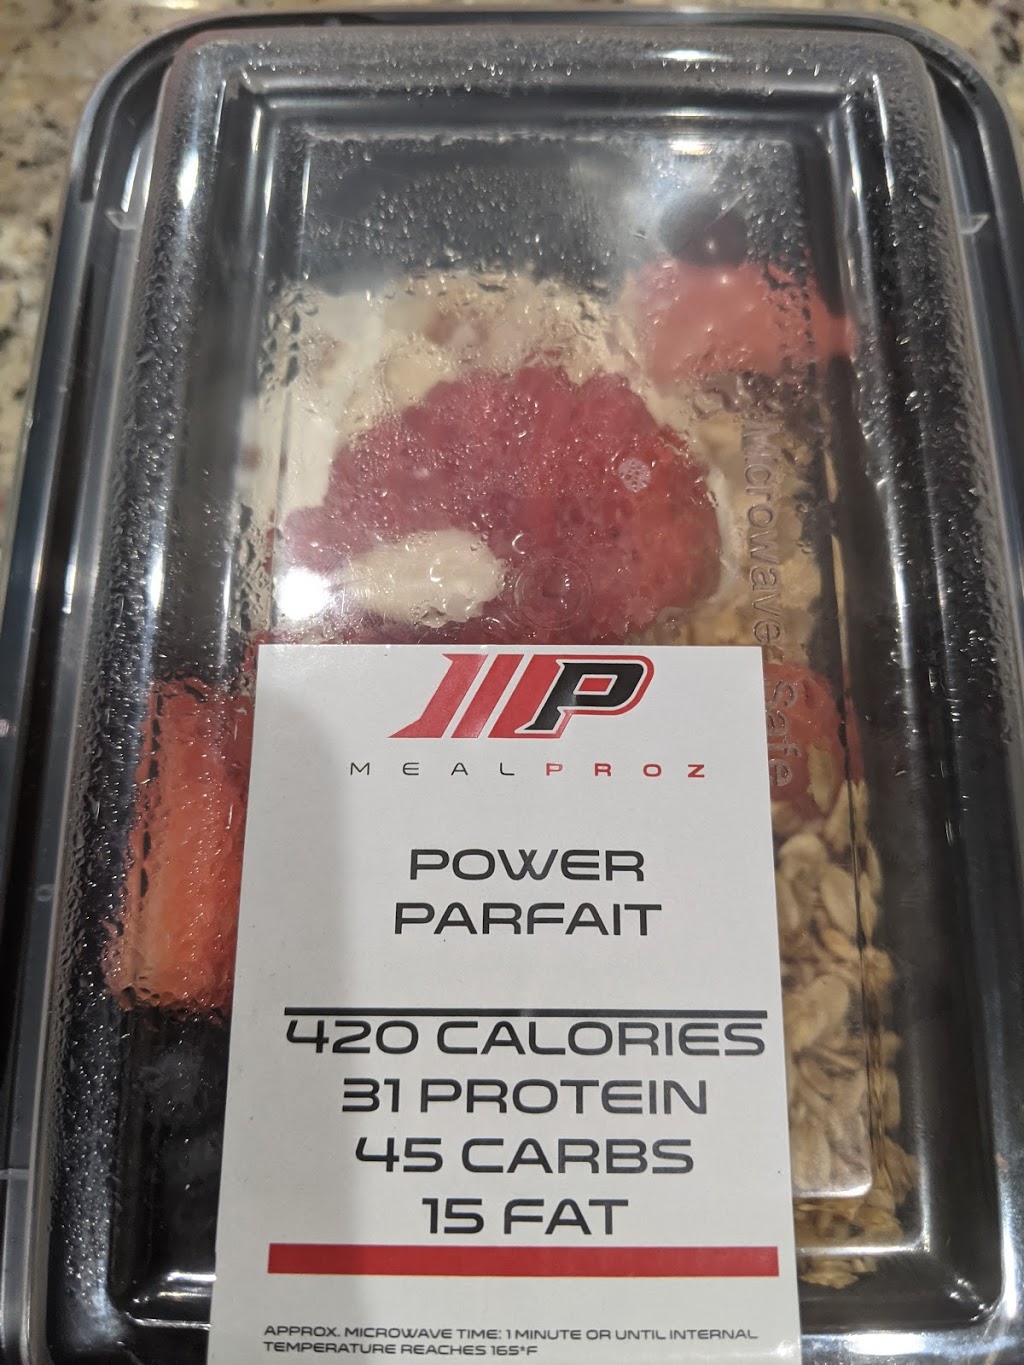 Microwave Safe
MP
MEALPROZ
POWER
PARFAIT
420 CALORIES
31 PROTEIN
45 CARBS
15 FAT
APPROX. MICROWAVE TIME: 1 MINUTE OR UNTIL INTERNAL
TEMPERATURE REACHES 165°F